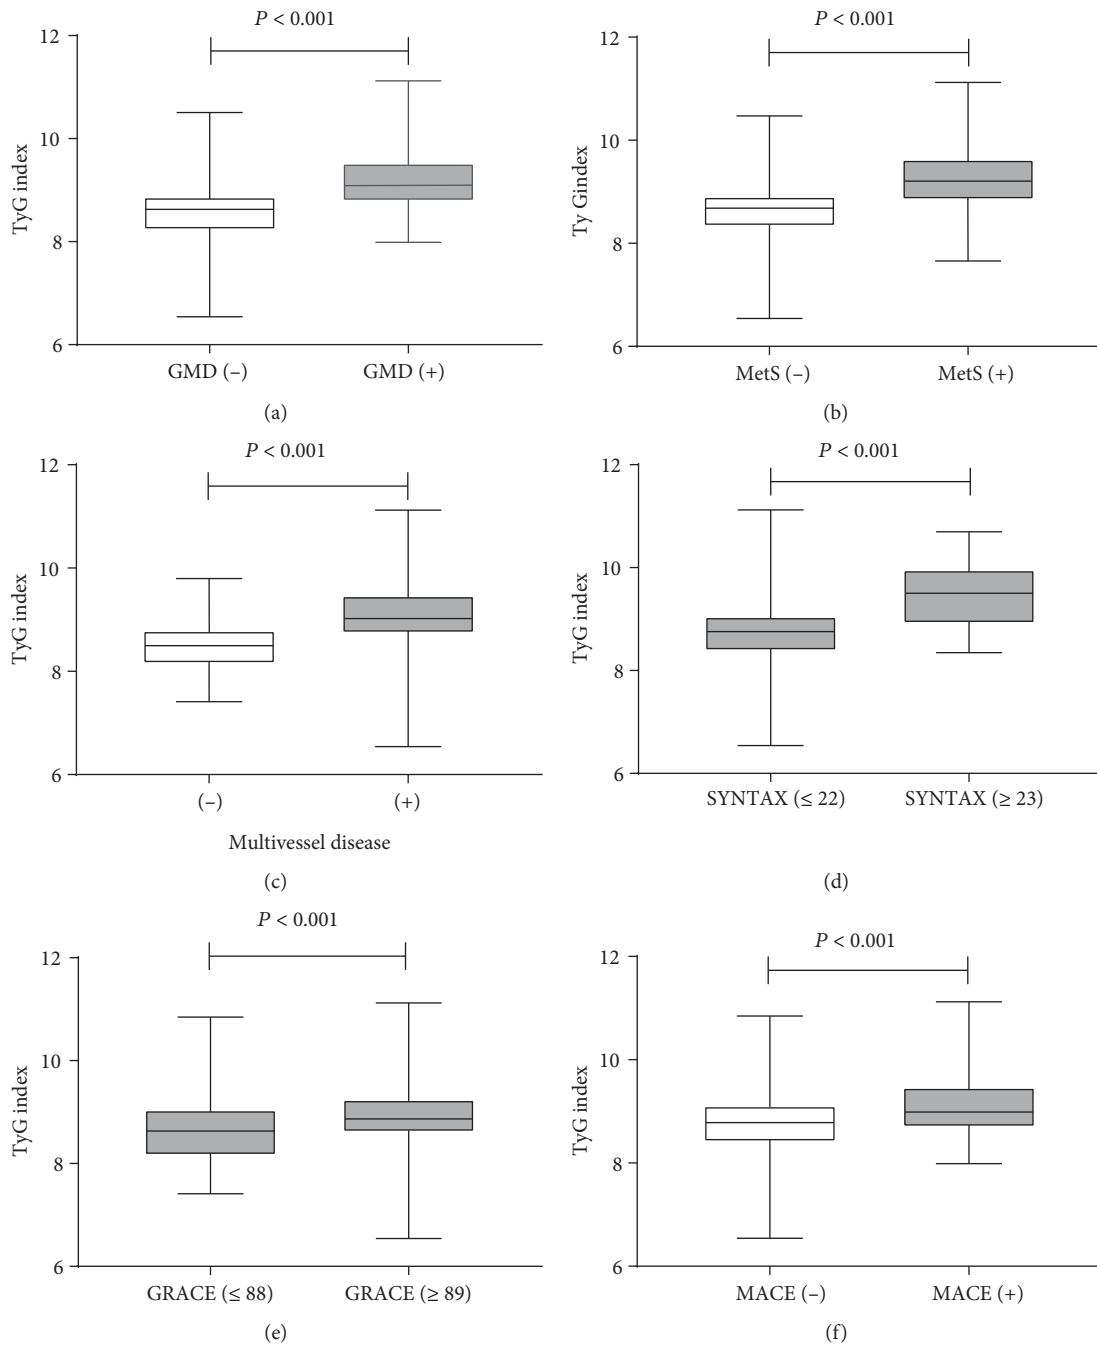 P < 0.001
12
10
8
6
TyG index
GMD (–)
GMD (+)
(a)
P < 0.001
12
10
8
6
Ty Gindex
MetS (–)
MetS (+)
(b)
P < 0.001
12
10
8
6
TyG index
(–)
(+)
Multivessel disease
(c)
P < 0.001
12
10
8
6
TyG index
SYNTAX (≤ 22)
SYNTAX (≥ 23)
(d)
P < 0.001
12
10
8
6
TyG index
GRACE (≤ 88)
GRACE (≥ 89)
(e)
P < 0.001
12
10
8
6
TyG index
MACE (–)
MACE (+)
(f)